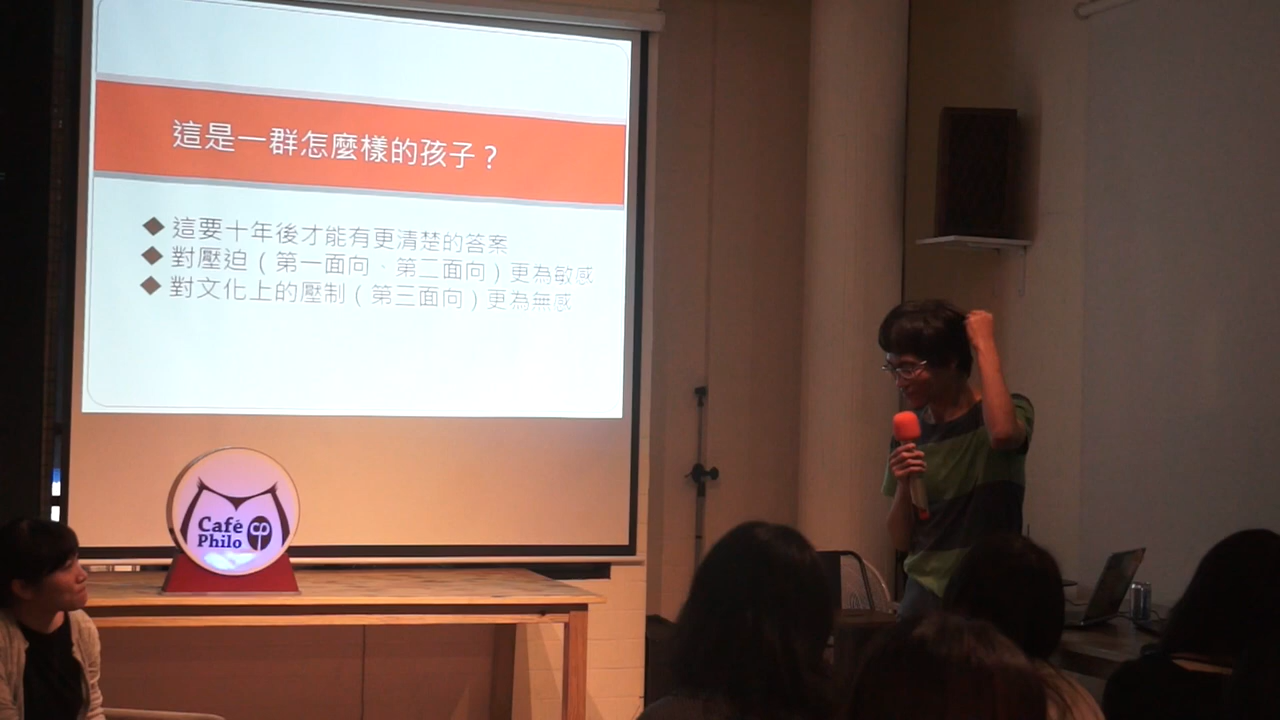 這是一群怎麼樣的孩子？
◆這要十年後才能有更清楚的答案
◆對壓迫（第一面向、第二面向）更為敏感
◆對文化上的壓制（第三面向）更為無感
Café
Philo
cp